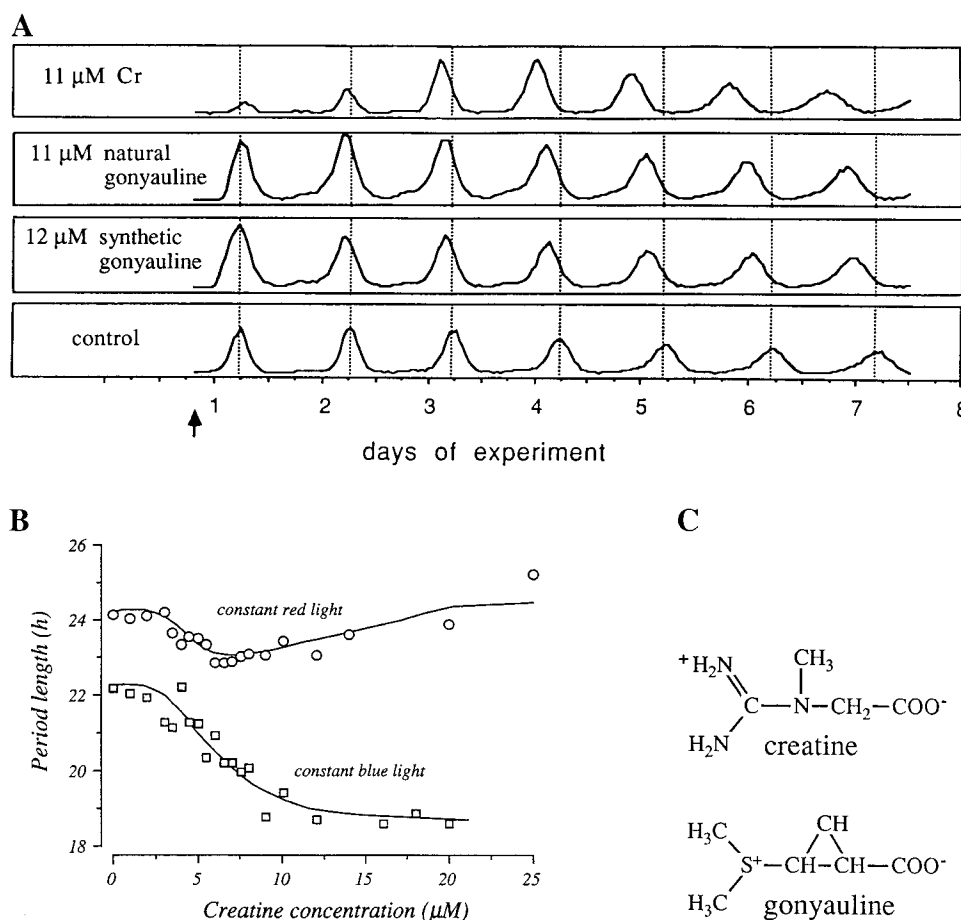 A
11 µM Cr
11 µM natural
gonyauline
12 µM synthetic
gonyauline
control
1 2 3 4 5 6 7 8
days of experiment
B
26
24
22
20
18
Period length (h)
constant red light
constant blue light
0 5 10 15 20 25
Creatine concentration (µM)
C
+H₂N
CH₃
C—N—CH₂—COO⁻
H₂N
creatine
H₃C
CH
S⁺—CH—CH—COO⁻
H₃C
gonyauline